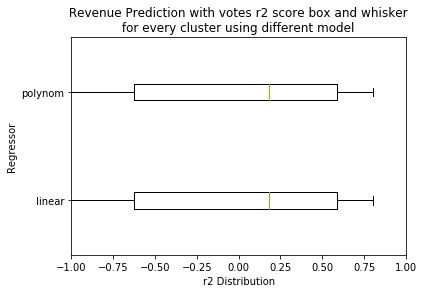 Revenue Prediction with votes r2 score box and whisker
for every cluster using different model
polynom
linear
Regressor
−1.00 −0.75 −0.50 −0.25 0.00 0.25 0.50 0.75 1.00
r2 Distribution